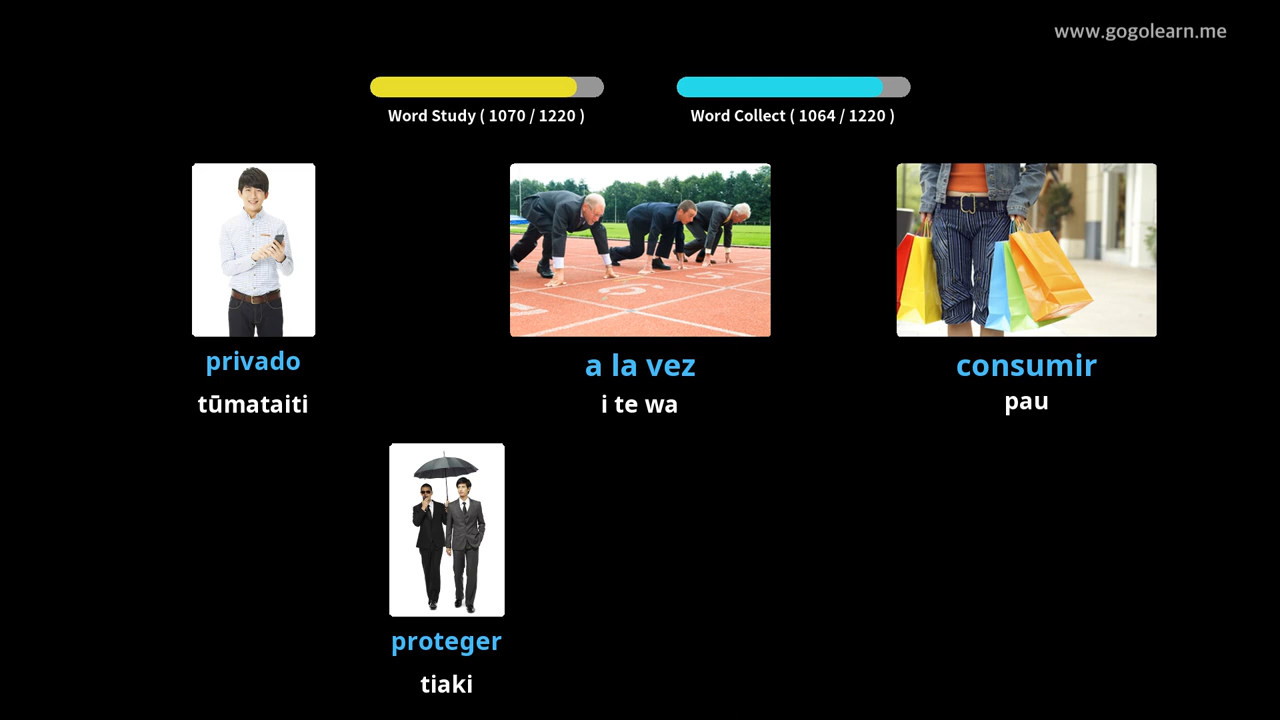 www.gogolearn.me
Word Study ( 1070 / 1220 )
Word Collect ( 1064 / 1220 )
privado
tūmataiti
a la vez
i te wa
consumir
pau
proteger
tiaki